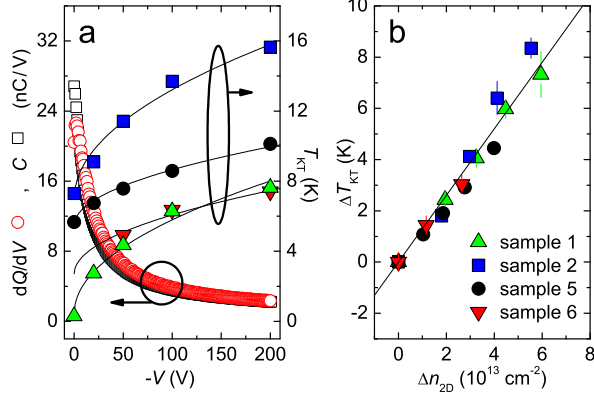 a
dQ/dV ○, C □ (nC/V)
32
24
16
8
0
16
12
8
4
0
T_KT (K)
0 50 100 150 200
-V (V)
b
ΔT_KT (K)
10
8
6
4
2
0
-2
sample 1
sample 2
sample 5
sample 6
0 2 4 6 8
Δn_2D (10^13 cm^-2)